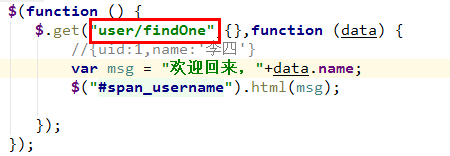 $(function () {
$.get("user/findOne",{},function (data) {
//{uid:1,name:'李四'}
var msg = "欢迎回来，"+data.name;
$("#span_username").html(msg);
});
});